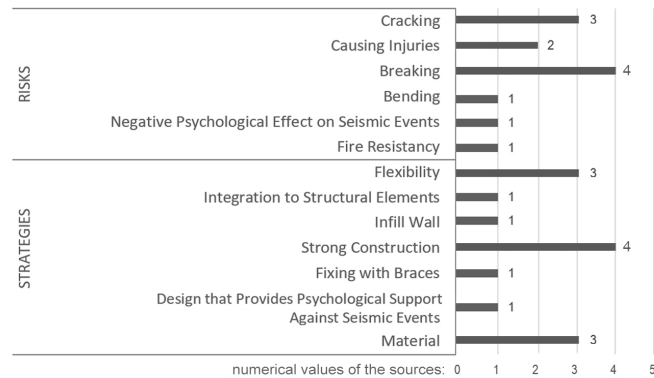 RISKS
Cracking 3
Causing Injuries 2
Breaking 4
Bending 1
Negative Psychological Effect on Seismic Events 1
Fire Resistancy 1
STRATEGIES
Flexibility 3
Integration to Structural Elements 1
Infill Wall 1
Strong Construction 4
Fixing with Braces 1
Design that Provides Psychological Support
Against Seismic Events 1
Material 3
numerical values of the sources: 0 1 2 3 4 5